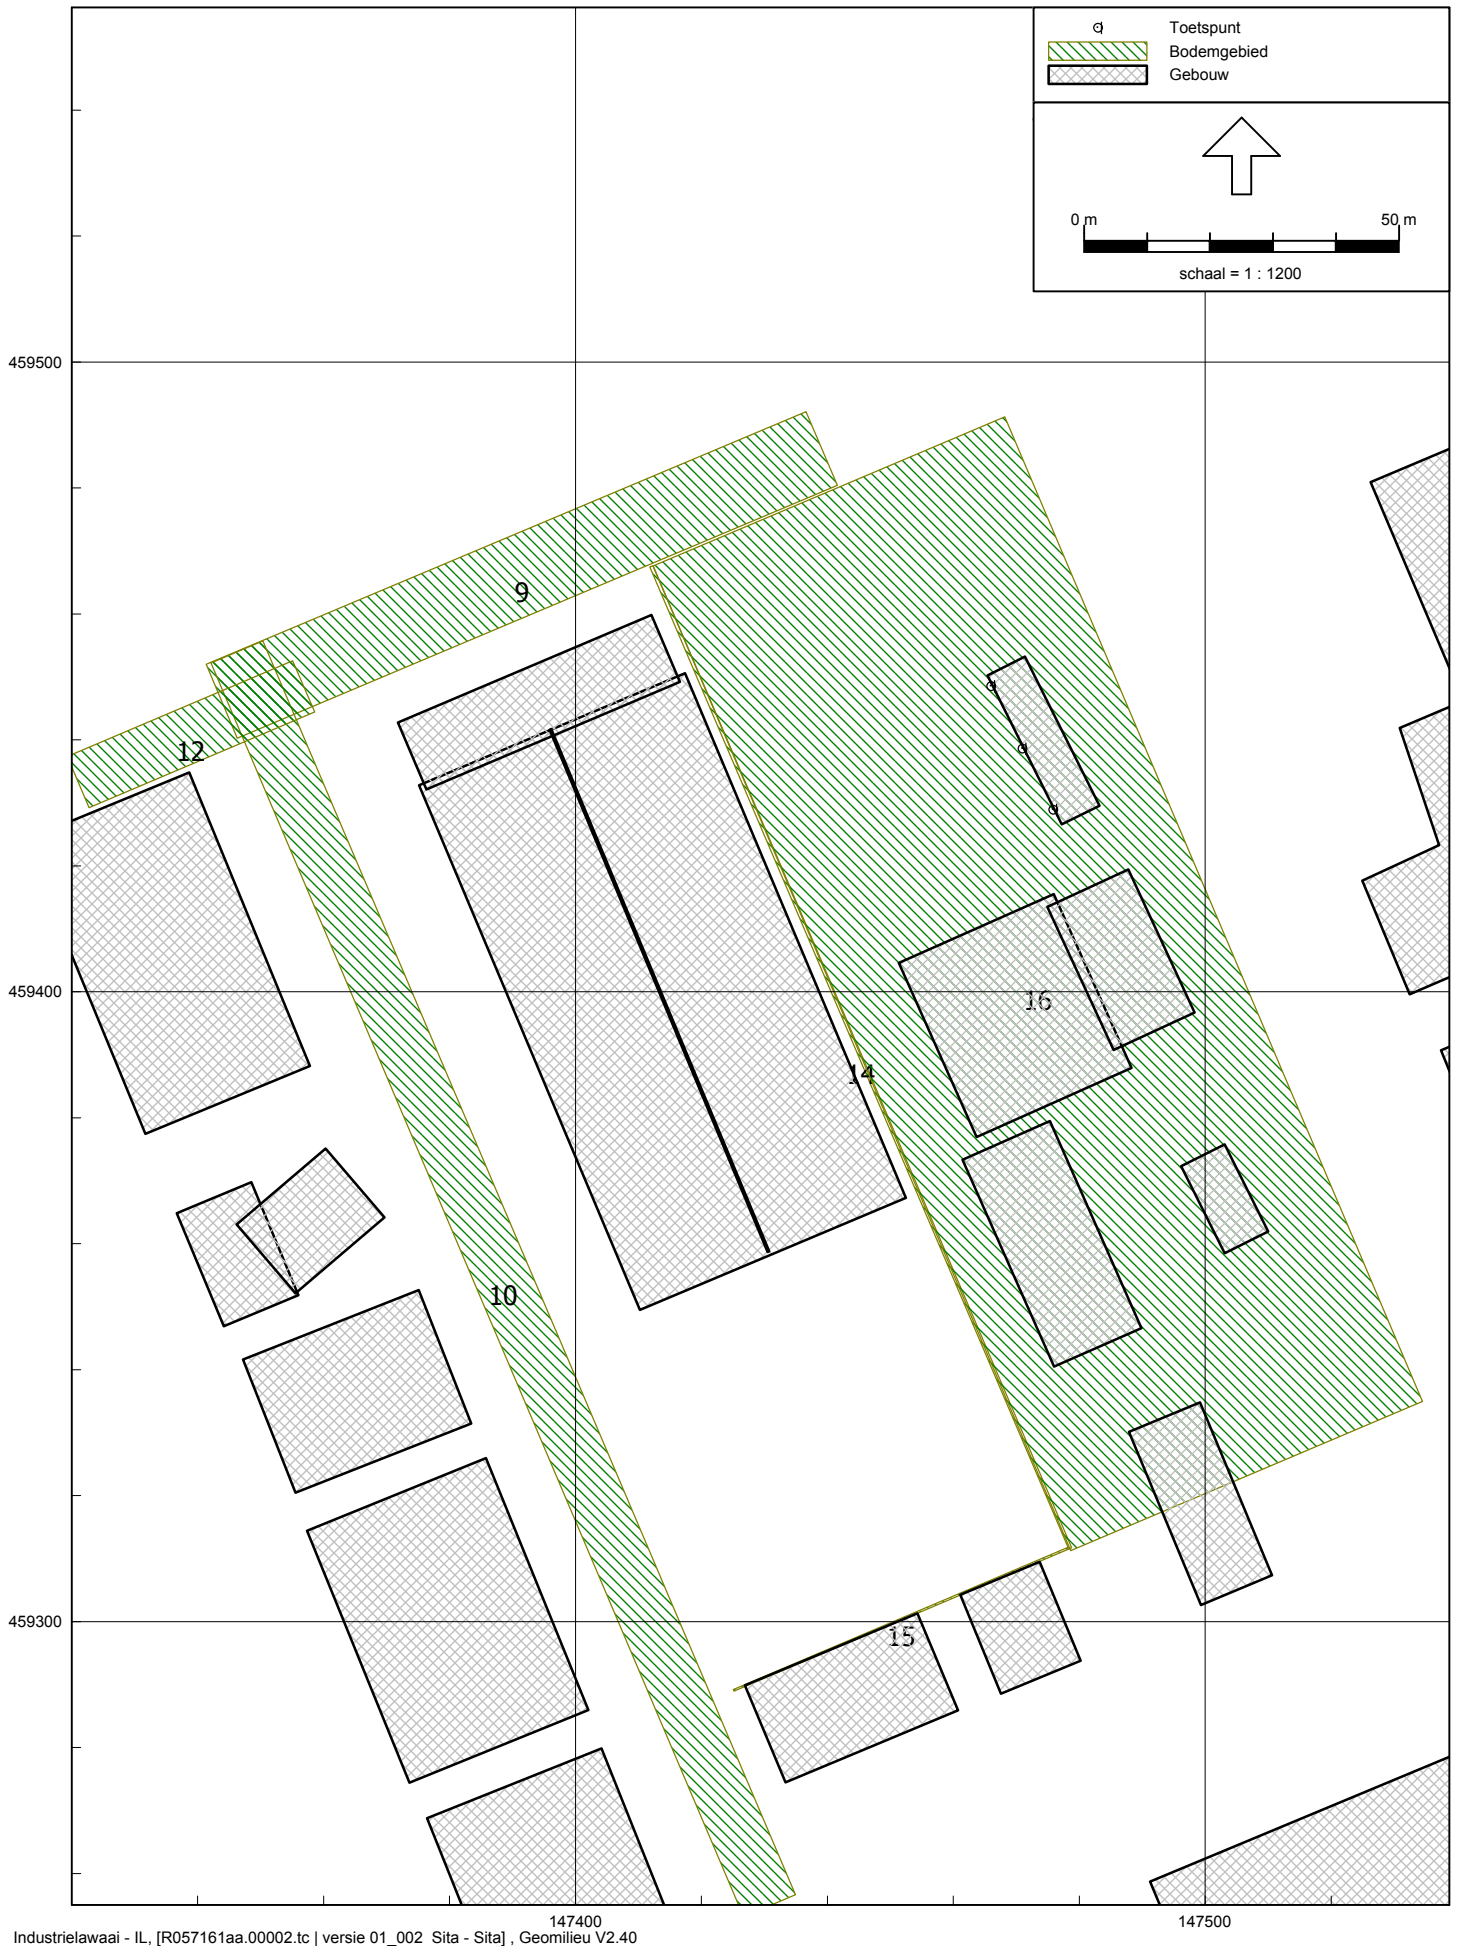 Toetspunt
Bodemgebied
Gebouw
0 m 50 m
schaal = 1 : 1200
459500
9
12
459400
16
14
10
459300
15
147400 147500
Industrielawaai - IL, [R057161aa.00002.tc | versie 01_002 Sita - Sita] , Geomilieu V2.40